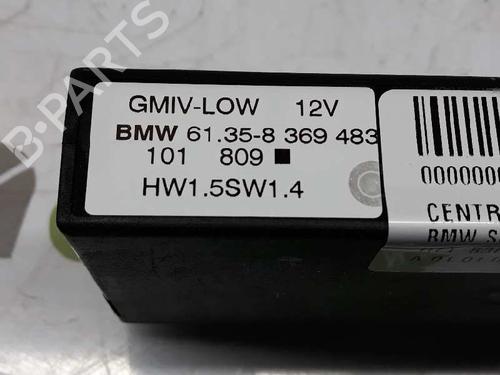 GMIV-LOW 12V
BMW 61.35-8 369 483
101 809
HW1.5SW1.4
B-PARTS
0000000
CENTR
BMW S